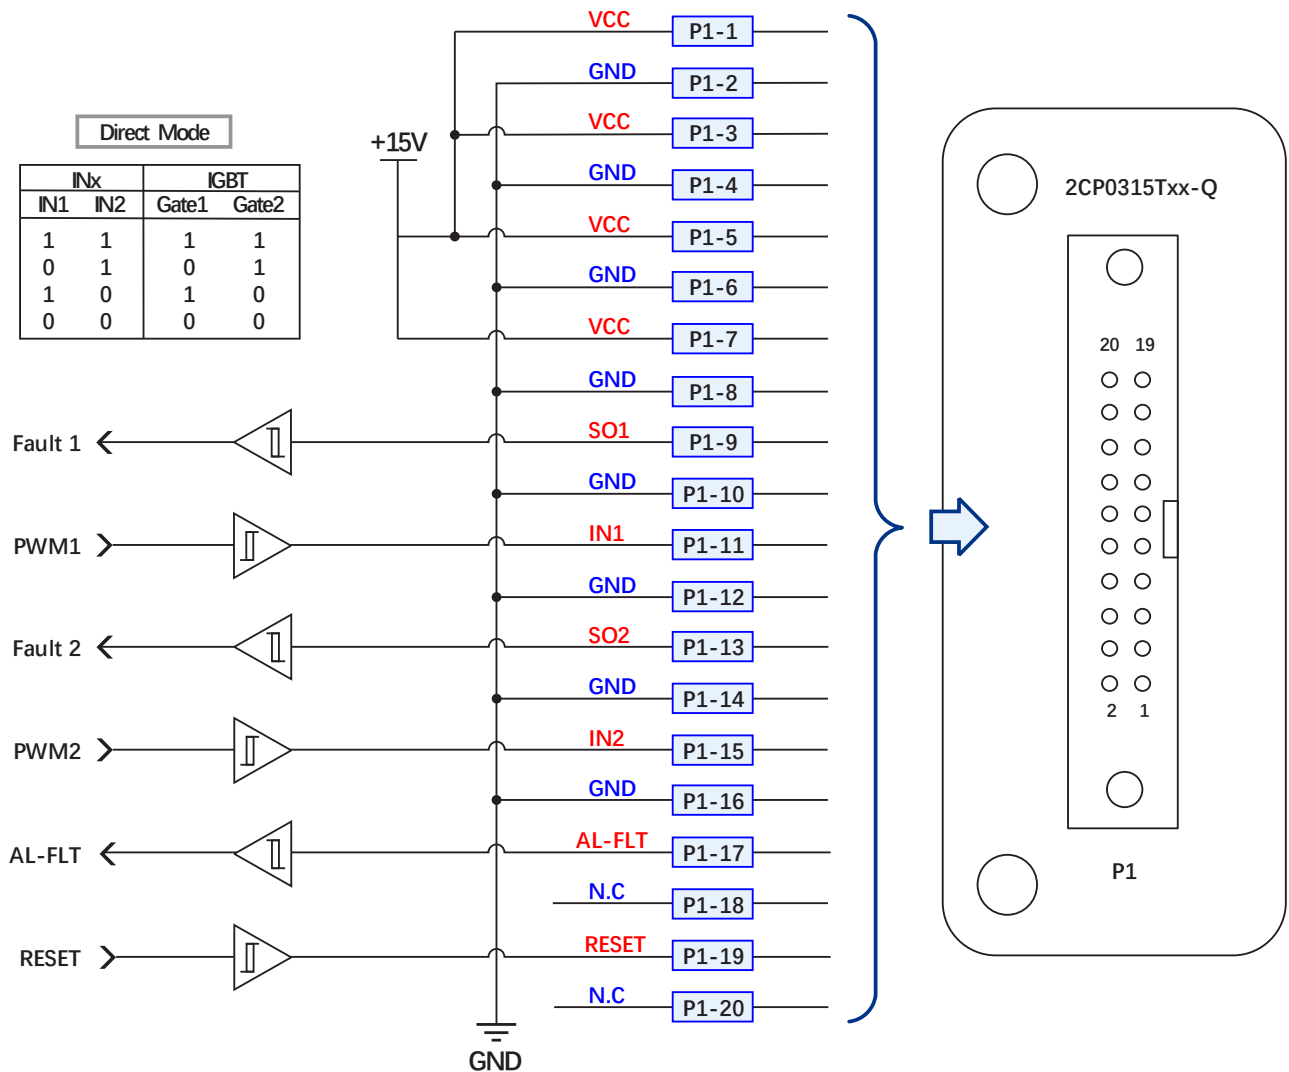 Direct Mode
INx IGBT
IN1 IN2 Gate1 Gate2
1 1 1 1
0 1 0 1
1 0 1 0
0 0 0 0
+15V
VCC P1-1
GND P1-2
VCC P1-3
GND P1-4
VCC P1-5
GND P1-6
VCC P1-7
GND P1-8
Fault 1 SO1 P1-9
GND P1-10
PWM1 IN1 P1-11
GND P1-12
Fault 2 SO2 P1-13
GND P1-14
PWM2 IN2 P1-15
GND P1-16
AL-FLT AL-FLT P1-17
N.C P1-18
RESET RESET P1-19
N.C P1-20
GND
2CP0315Txx-Q
20 19
2 1
P1